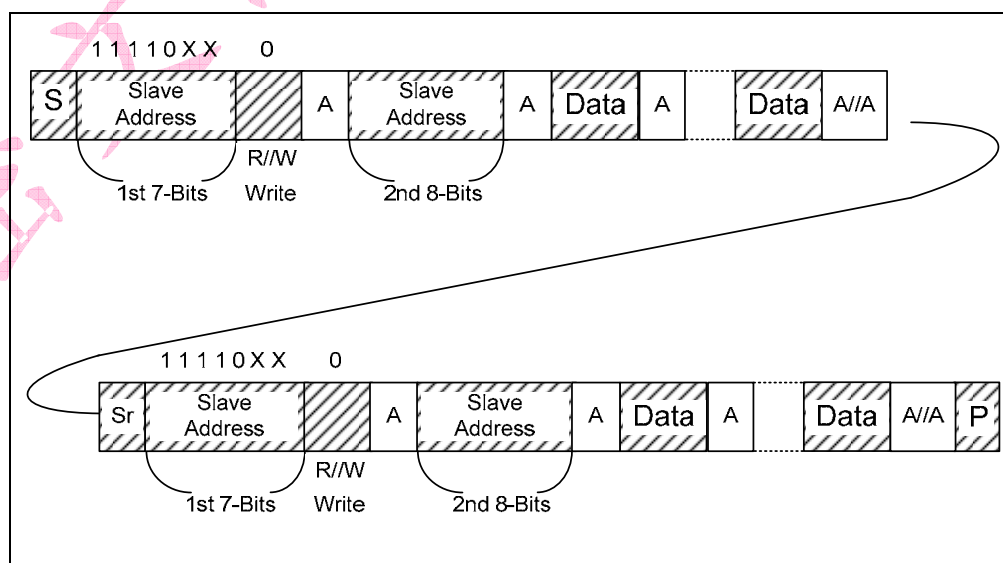 1 1 1 1 0 X X 0
S Slave Address A Slave Address A Data A Data A//A
R//W
1st 7-Bits Write 2nd 8-Bits
1 1 1 1 0 X X 0
Sr Slave Address A Slave Address A Data A Data A//A P
R//W
1st 7-Bits Write 2nd 8-Bits